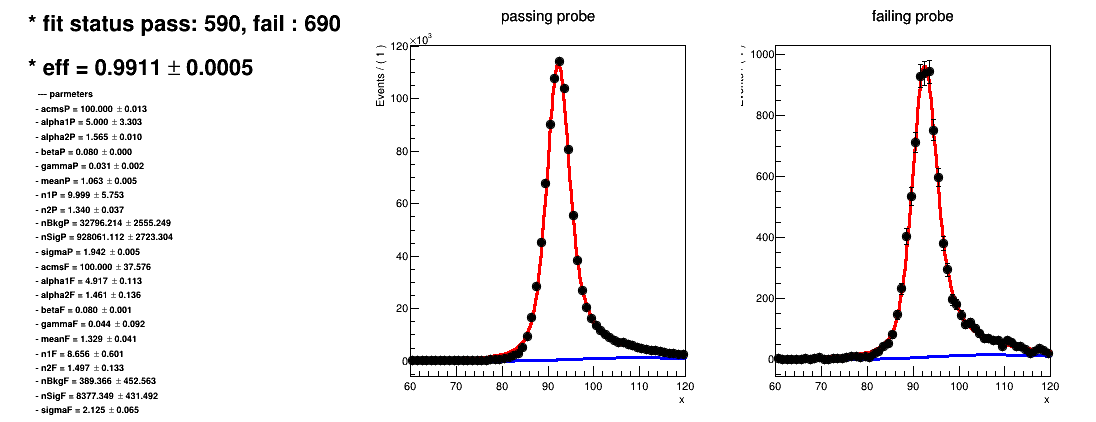 * fit status pass: 590, fail : 690
* eff = 0.9911 ± 0.0005
--- parmeters
- acmsP = 100.000 ± 0.013
- alpha1P = 5.000 ± 3.303
- alpha2P = 1.565 ± 0.010
- betaP = 0.080 ± 0.000
- gammaP = 0.031 ± 0.002
- meanP = 1.063 ± 0.005
- n1P = 9.999 ± 5.753
- n2P = 1.340 ± 0.037
- nBkgP = 32796.214 ± 2555.249
- nSigP = 928061.112 ± 2723.304
- sigmaP = 1.942 ± 0.005
- acmsF = 100.000 ± 37.576
- alpha1F = 4.917 ± 0.113
- alpha2F = 1.461 ± 0.136
- betaF = 0.080 ± 0.001
- gammaF = 0.044 ± 0.092
- meanF = 1.329 ± 0.041
- n1F = 8.656 ± 0.601
- n2F = 1.497 ± 0.133
- nBkgF = 389.366 ± 452.563
- nSigF = 8377.349 ± 431.492
- sigmaF = 2.125 ± 0.065
passing probe
×10³
Events / ( 1 )
120
100
80
60
40
20
0
60 70 80 90 100 110 120
x
failing probe
1000
800
600
400
200
0
60 70 80 90 100 110 120
x